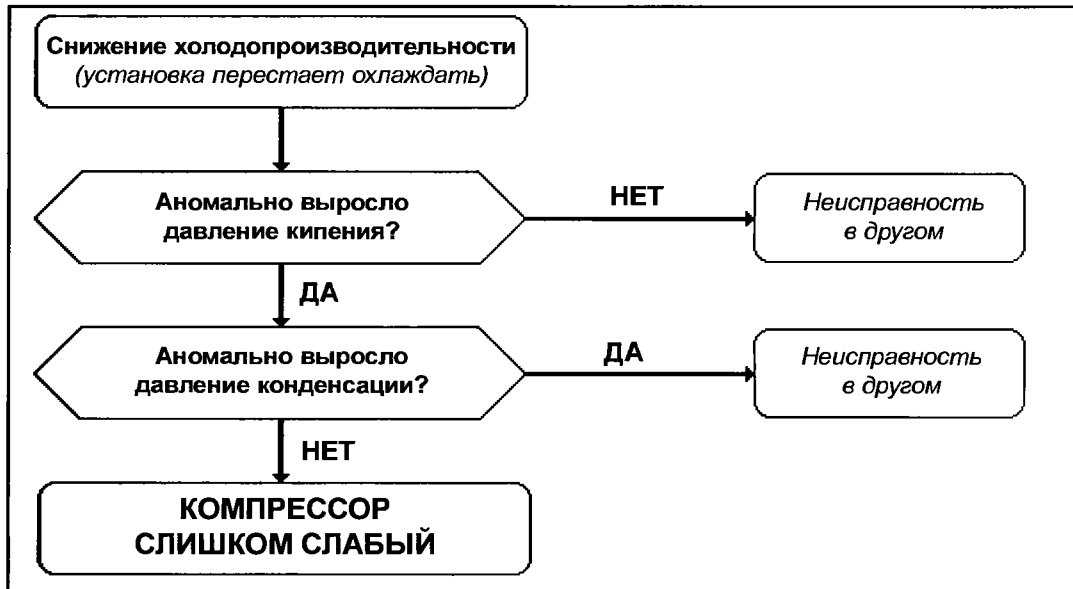 Снижение холодопроизводительности
(установка перестает охлаждать)
Аномально выросло
давление кипения?
НЕТ
Неисправность
в другом
ДА
Аномально выросло
давление конденсации?
ДА
Неисправность
в другом
НЕТ
КОМПРЕССОР
СЛИШКОМ СЛАБЫЙ